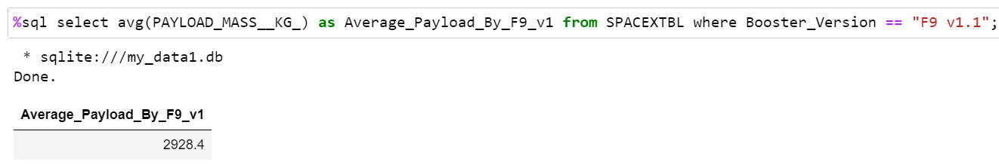 %sql select avg(PAYLOAD_MASS__KG_) as Average_Payload_By_F9_v1 from SPACEXTBL where Booster_Version == "F9 v1.1";
* sqlite:///my_data1.db
Done.
Average_Payload_By_F9_v1
2928.4